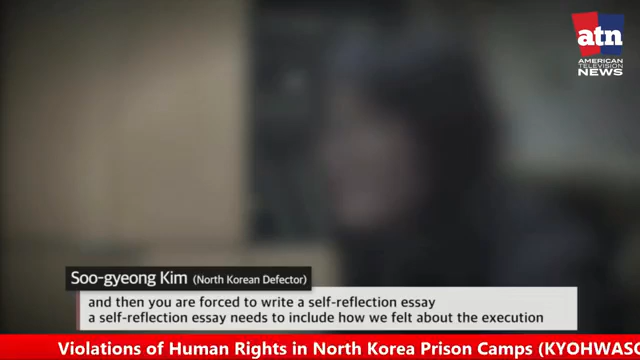 atn
AMERICAN
TELEVISION
NEWS
Soo-gyeong Kim (North Korean Defector)
and then you are forced to write a self-reflection essay
a self-reflection essay needs to include how we felt about the execution
Violations of Human Rights in North Korea Prison Camps (KYOHWASO